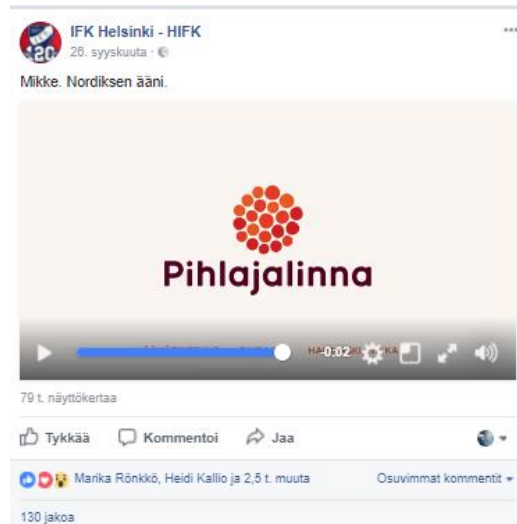 IFK Helsinki - HIFK
26. syyskuuta
Mikke. Nordiksen ääni.
Pihlajalinna
-0:02
79 t. näyttökertaa
Tykkää Kommentoi Jaa
Marika Rönkkö, Heidi Kallio ja 2,5 t. muuta Osuvimmat kommentit
130 jakoa